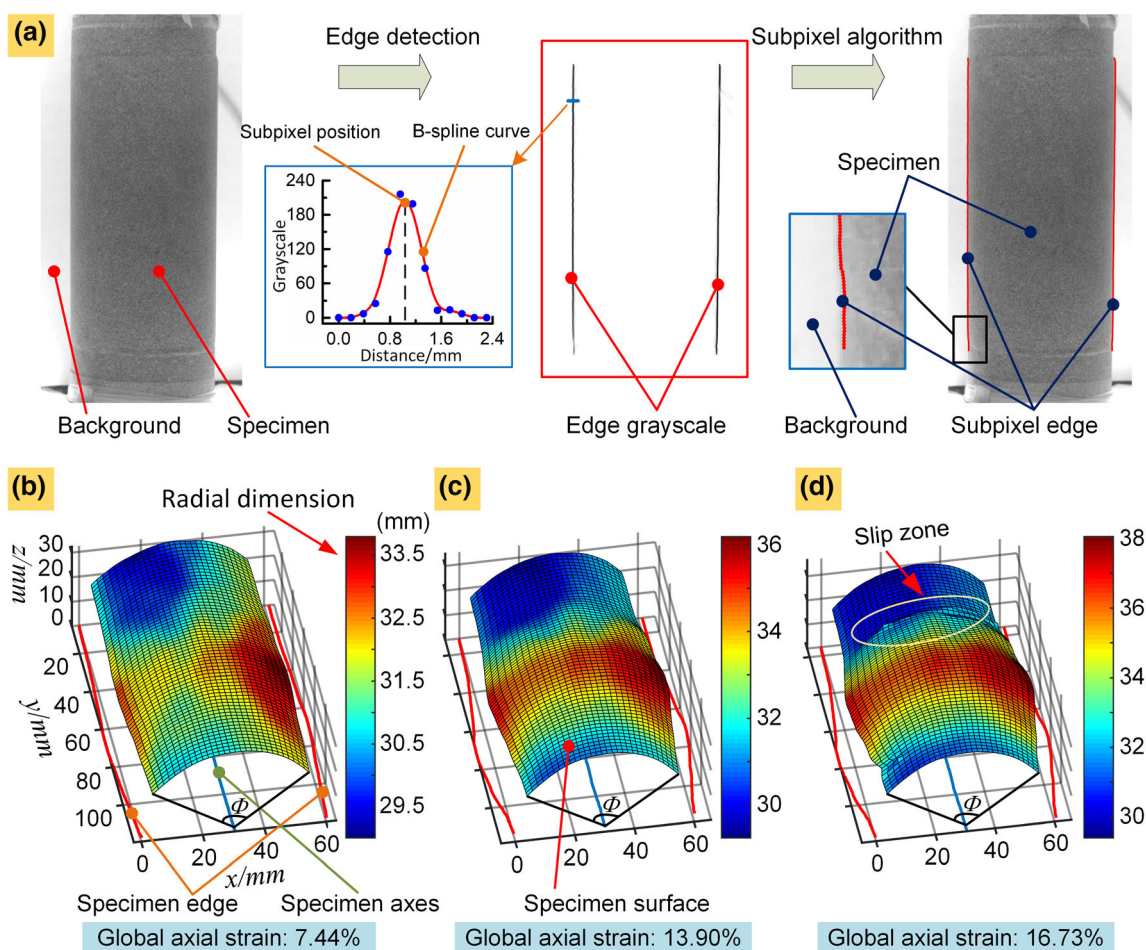 (a)
Edge detection
Subpixel algorithm
Subpixel position
B-spline curve
Specimen
240
180
120
60
0
Grayscale
0.0 0.8 1.6 2.4
Distance/mm
Background
Specimen
Edge grayscale
Background
Subpixel edge
(b)
Radial dimension
(mm)
30
20
10
0
z/mm
20
40
60
80
100
y/mm
0 20 40 60
x/mm
Φ
33.5
32.5
31.5
30.5
29.5
Specimen edge
Specimen axes
Global axial strain: 7.44%
(c)
36
34
32
30
Φ
0 20 40 60
Specimen surface
Global axial strain: 13.90%
(d)
Slip zone
38
36
34
32
30
Φ
0 20 40 60
Global axial strain: 16.73%